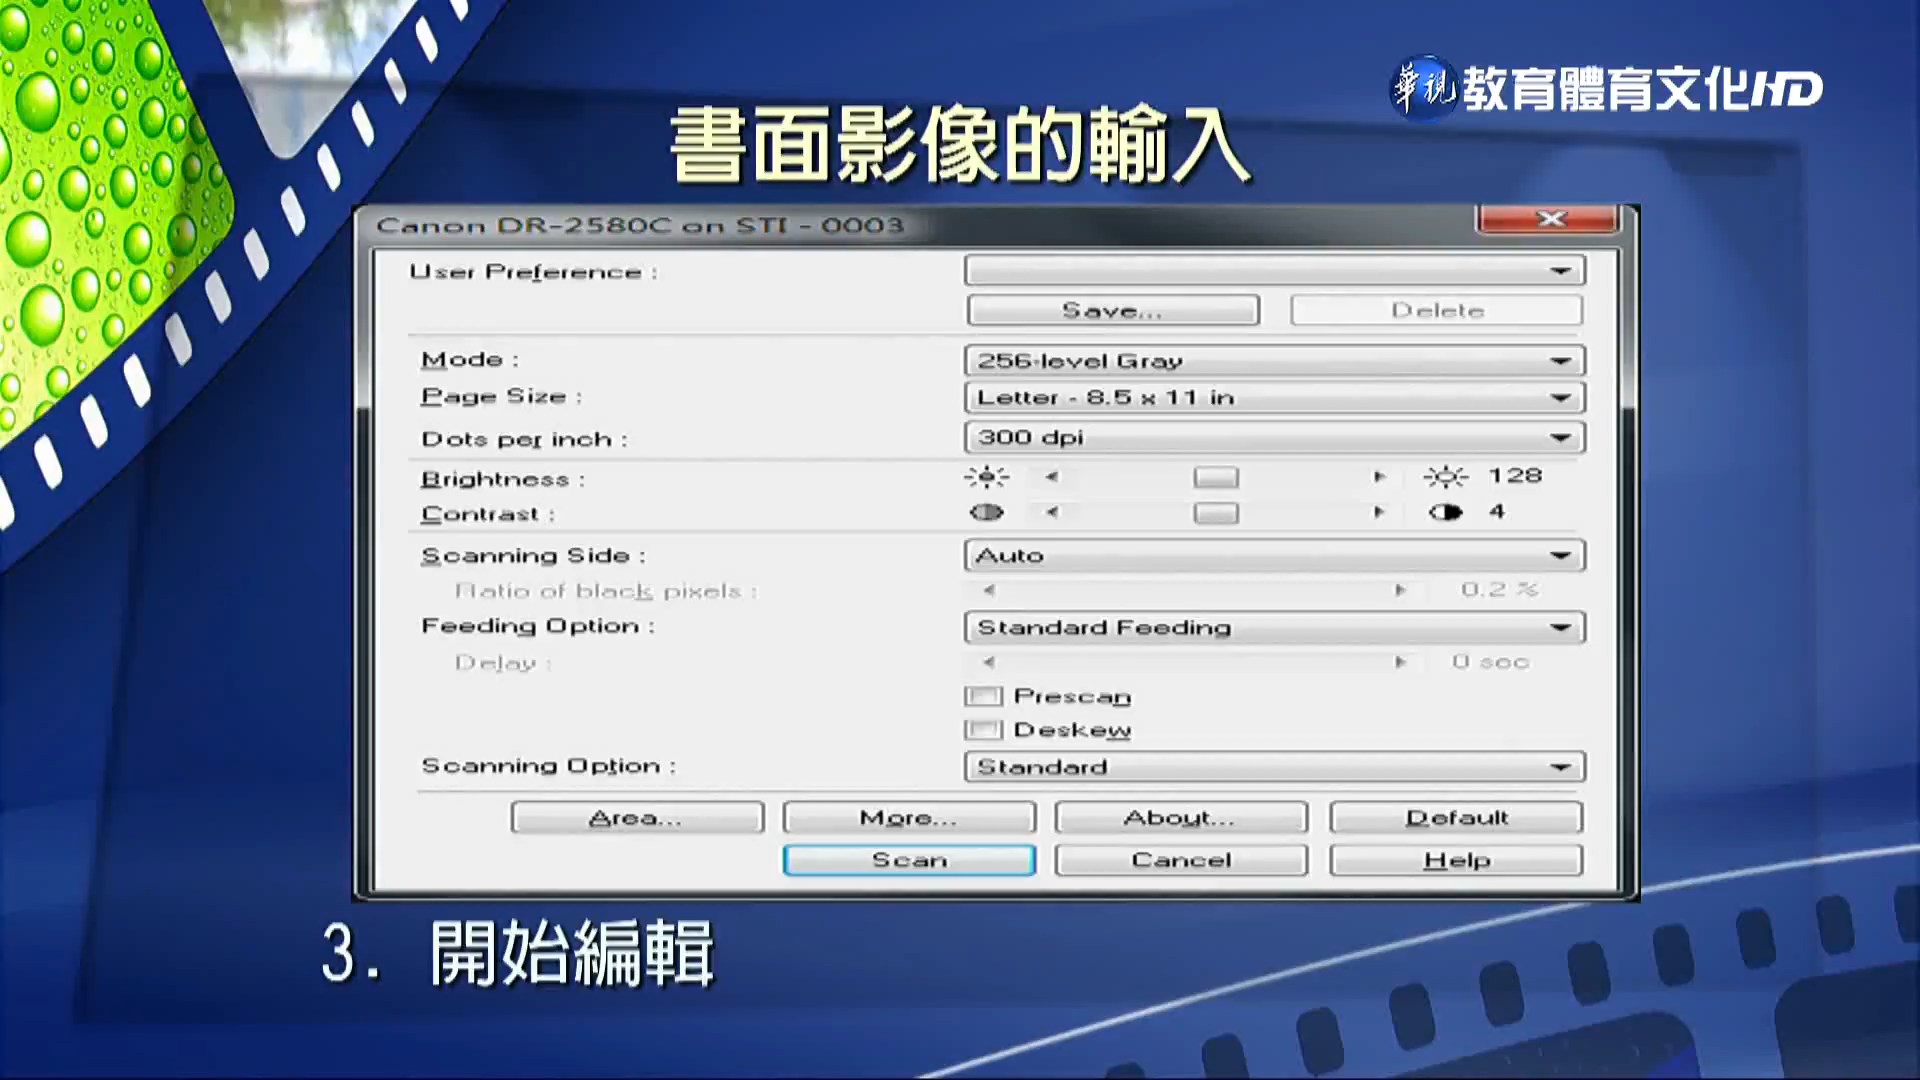 華視 教育體育文化HD
書面影像的輸入
Canon DR-2580C on STI - 0003
User Preference :
Save... Delete
Mode : 256-level Gray
Page Size : Letter - 8.5 x 11 in
Dots per inch : 300 dpi
Brightness : 128
Contrast : 4
Scanning Side : Auto
Ratio of black pixels : 0.2 %
Feeding Option : Standard Feeding
Delay : 0 sec
Prescan
Deskew
Scanning Option : Standard
Area... More... About... Default
Scan Cancel Help
3. 開始編輯